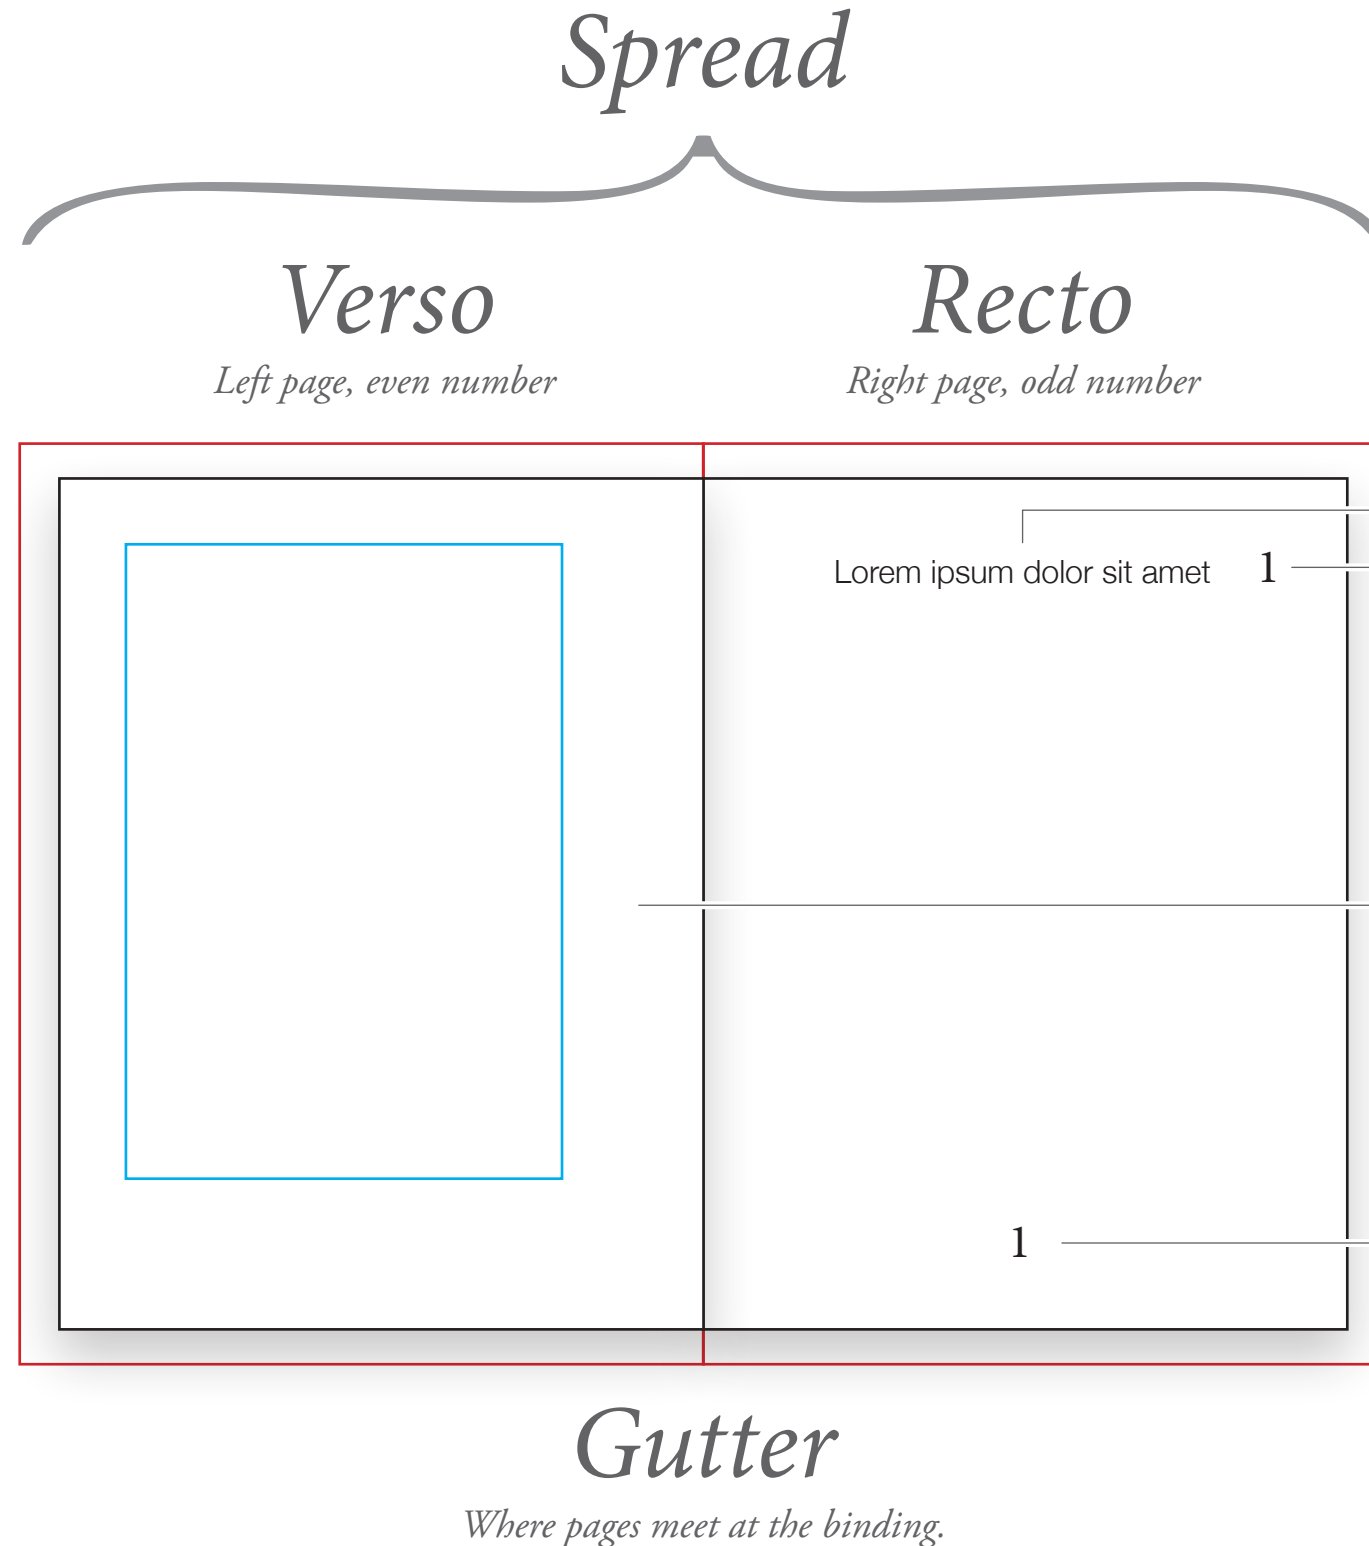 Spread
Verso
Left page, even number
Recto
Right page, odd number
Lorem ipsum dolor sit amet 1
1
Gutter
Where pages meet at the binding.